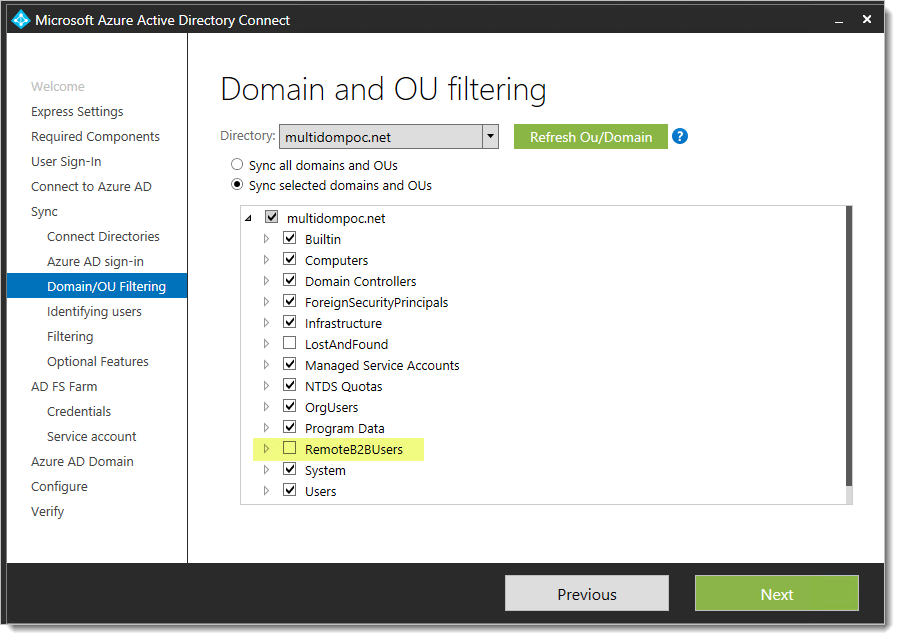 Microsoft Azure Active Directory Connect
Welcome
Express Settings
Required Components
User Sign-In
Connect to Azure AD
Sync
Connect Directories
Azure AD sign-in
Domain/OU Filtering
Identifying users
Filtering
Optional Features
AD FS Farm
Credentials
Service account
Azure AD Domain
Configure
Verify
Domain and OU filtering
Directory: multidompoc.net Refresh Ou/Domain ?
Sync all domains and OUs
Sync selected domains and OUs
multidompoc.net
Builtin
Computers
Domain Controllers
ForeignSecurityPrincipals
Infrastructure
LostAndFound
Managed Service Accounts
NTDS Quotas
OrgUsers
Program Data
RemoteB2BUsers
System
Users
Previous Next